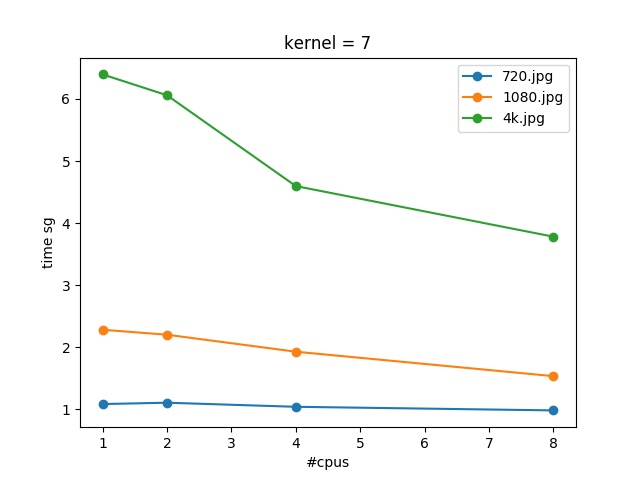 kernel = 7
720.jpg
1080.jpg
4k.jpg
time sg
6
5
4
3
2
1
1 2 3 4 5 6 7 8
#cpus